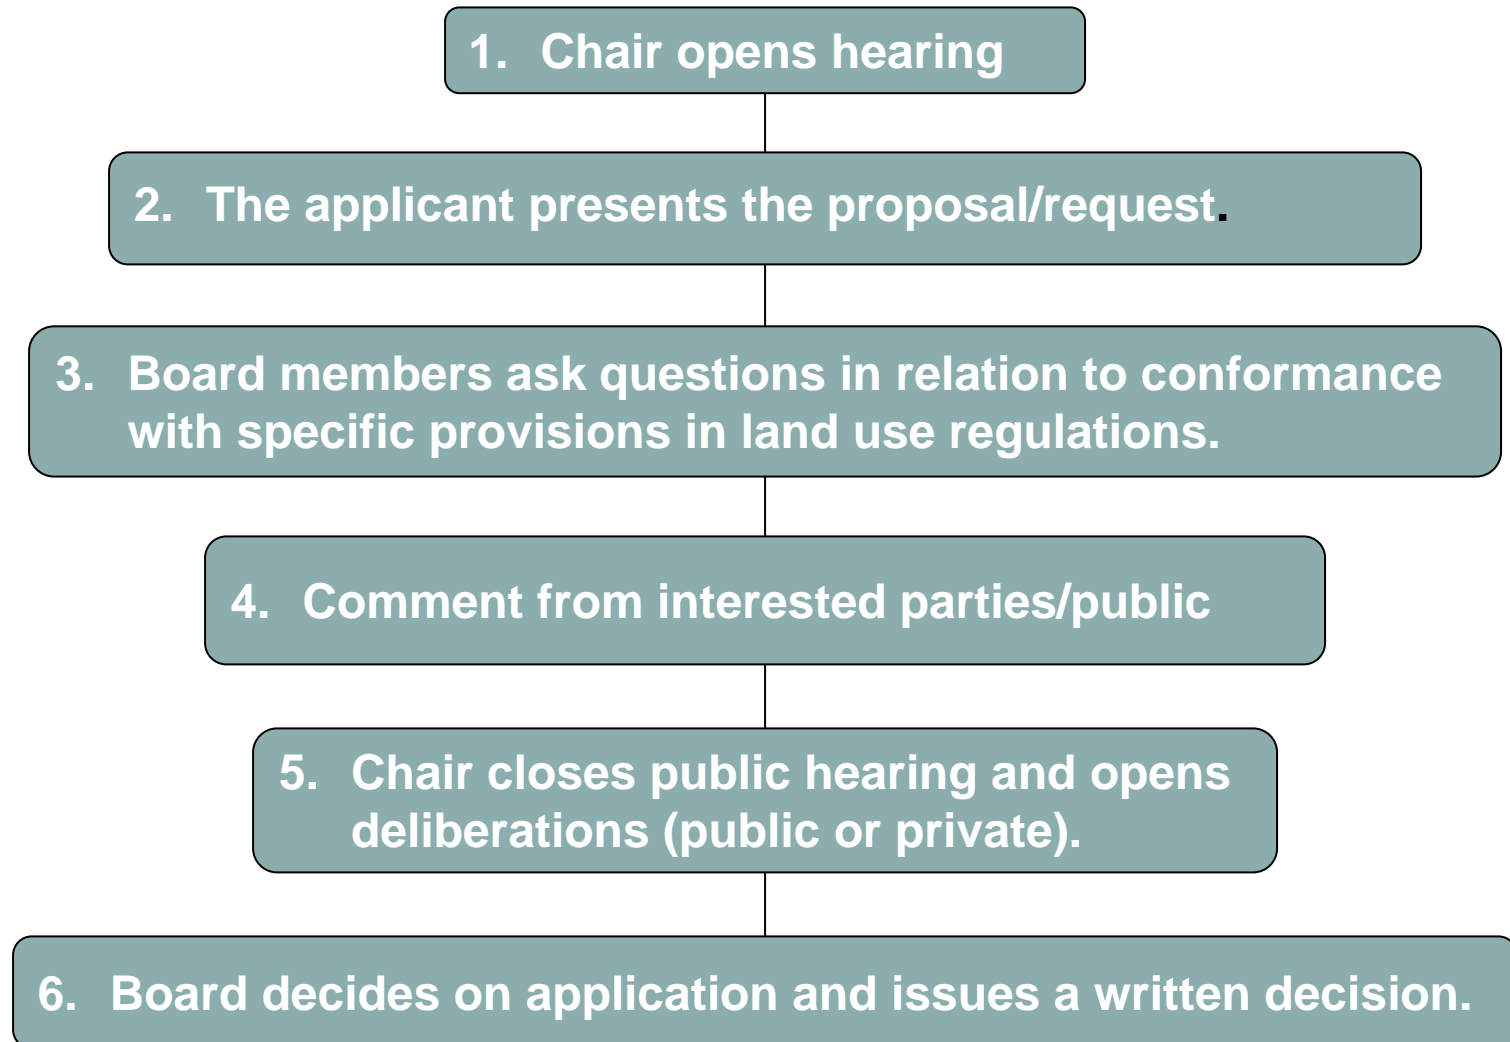 1. Chair opens hearing
2. The applicant presents the proposal/request.
3. Board members ask questions in relation to conformance
with specific provisions in land use regulations.
4. Comment from interested parties/public
5. Chair closes public hearing and opens
deliberations (public or private).
6. Board decides on application and issues a written decision.